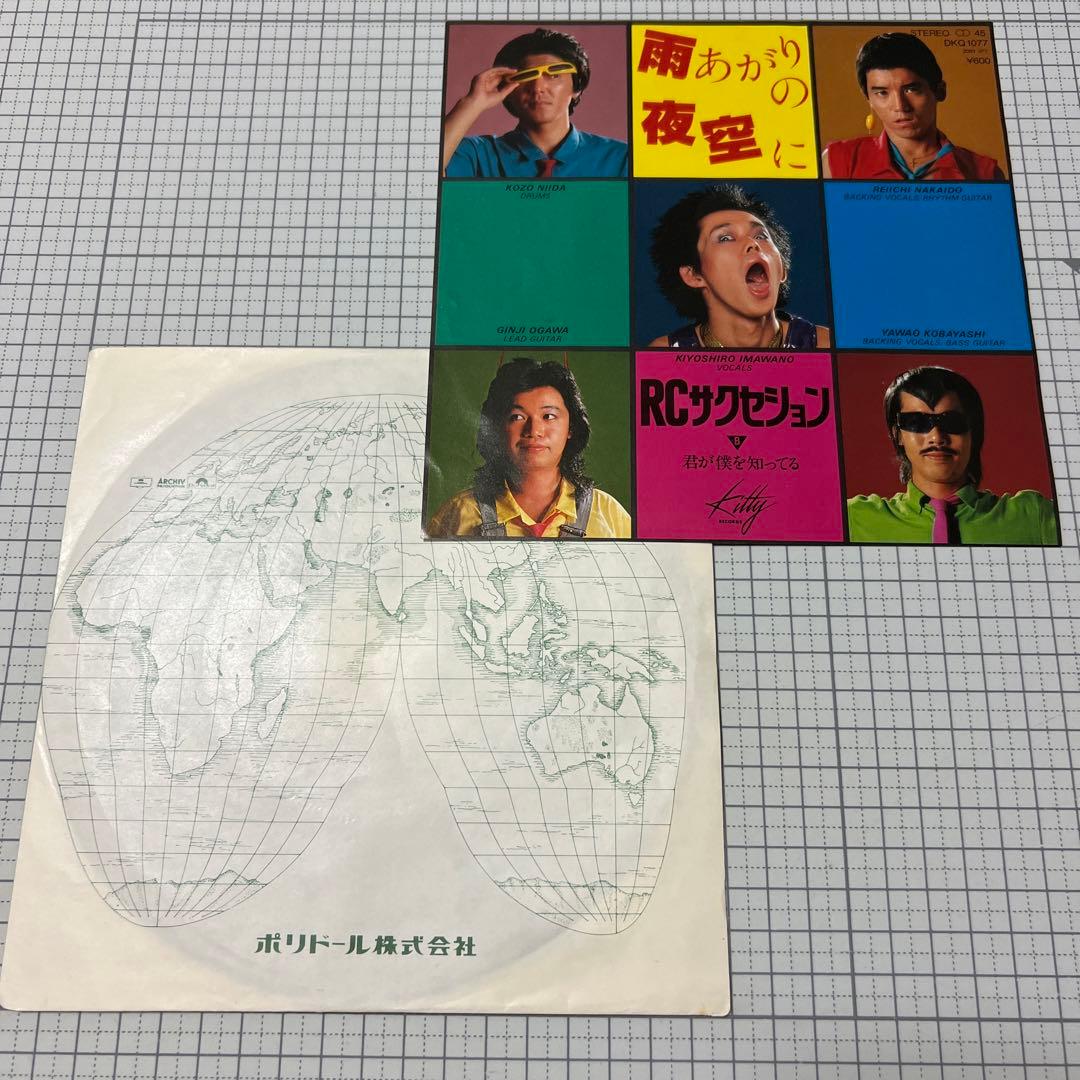 雨あがりの
夜空に
STEREO 45
DKQ 1077
¥600
KOZO NIIDA
DRUMS
REIICHI NAKAIDO
BACKING VOCALS/RHYTHM GUITAR
GINJI OGAWA
LEAD GUITAR
YAWAO KOBAYASHI
BACKING VOCALS/BASS GUITAR
KIYOSHIRO IMAWANO
VOCALS
RCサクセション
B
君が僕を知ってる
Kitty
RECORDS
ARCHIV
PRODUKTION
ポリドール株式会社